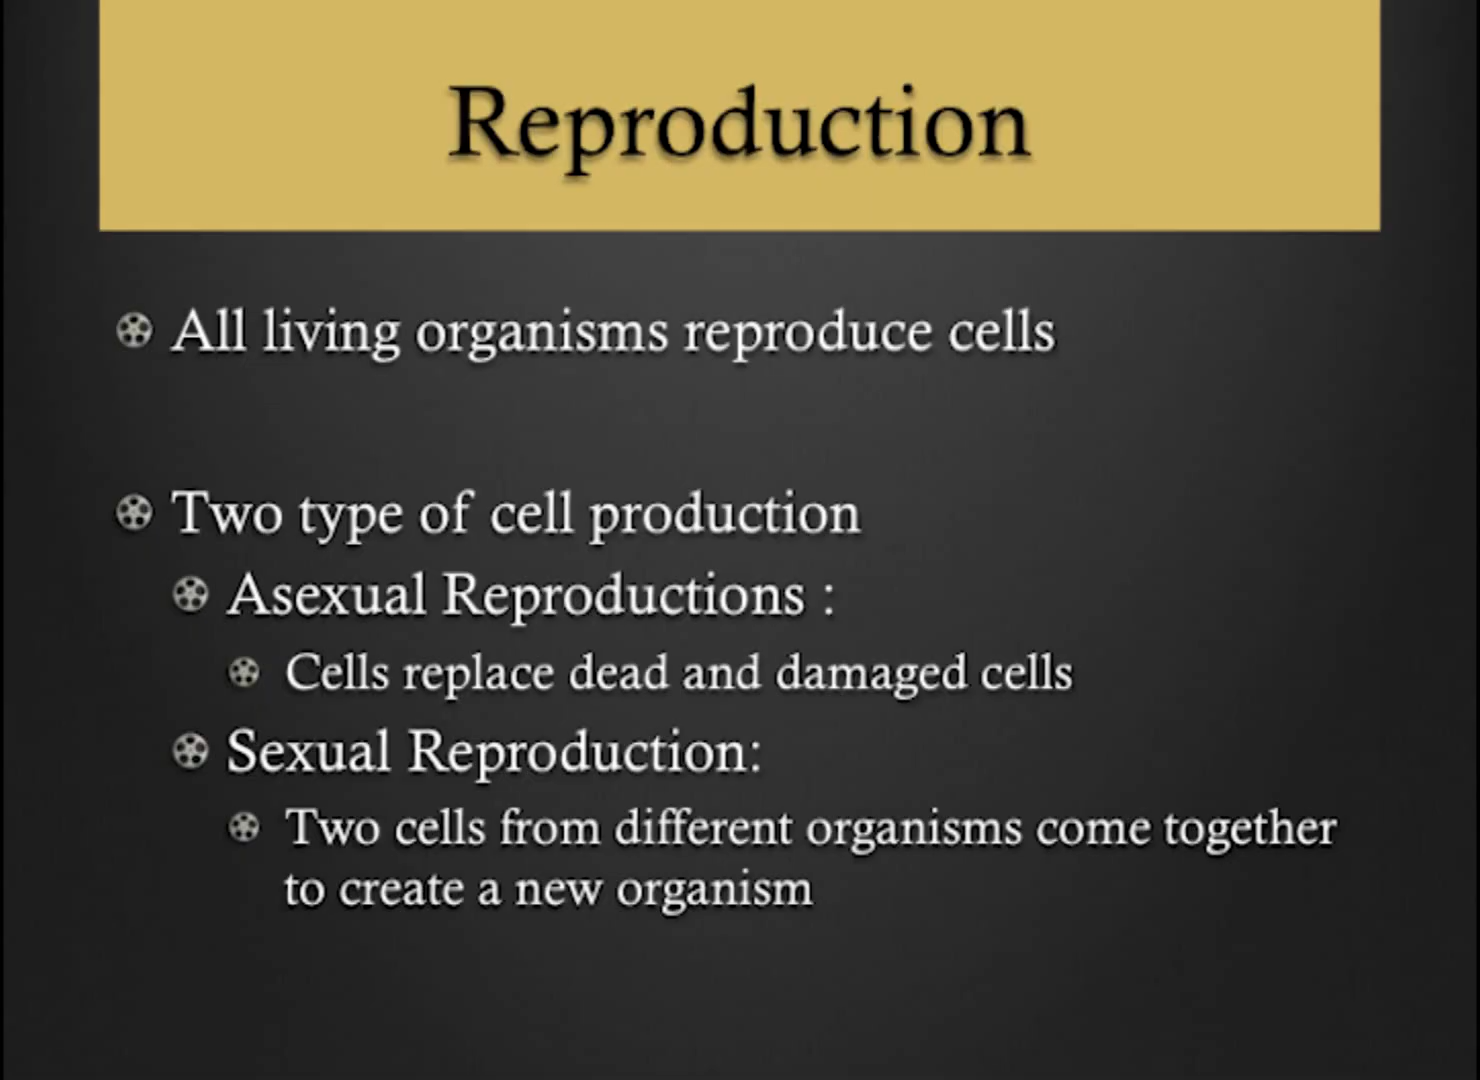 Reproduction
All living organisms reproduce cells
Two type of cell production
Asexual Reproductions :
Cells replace dead and damaged cells
Sexual Reproduction:
Two cells from different organisms come together
to create a new organism